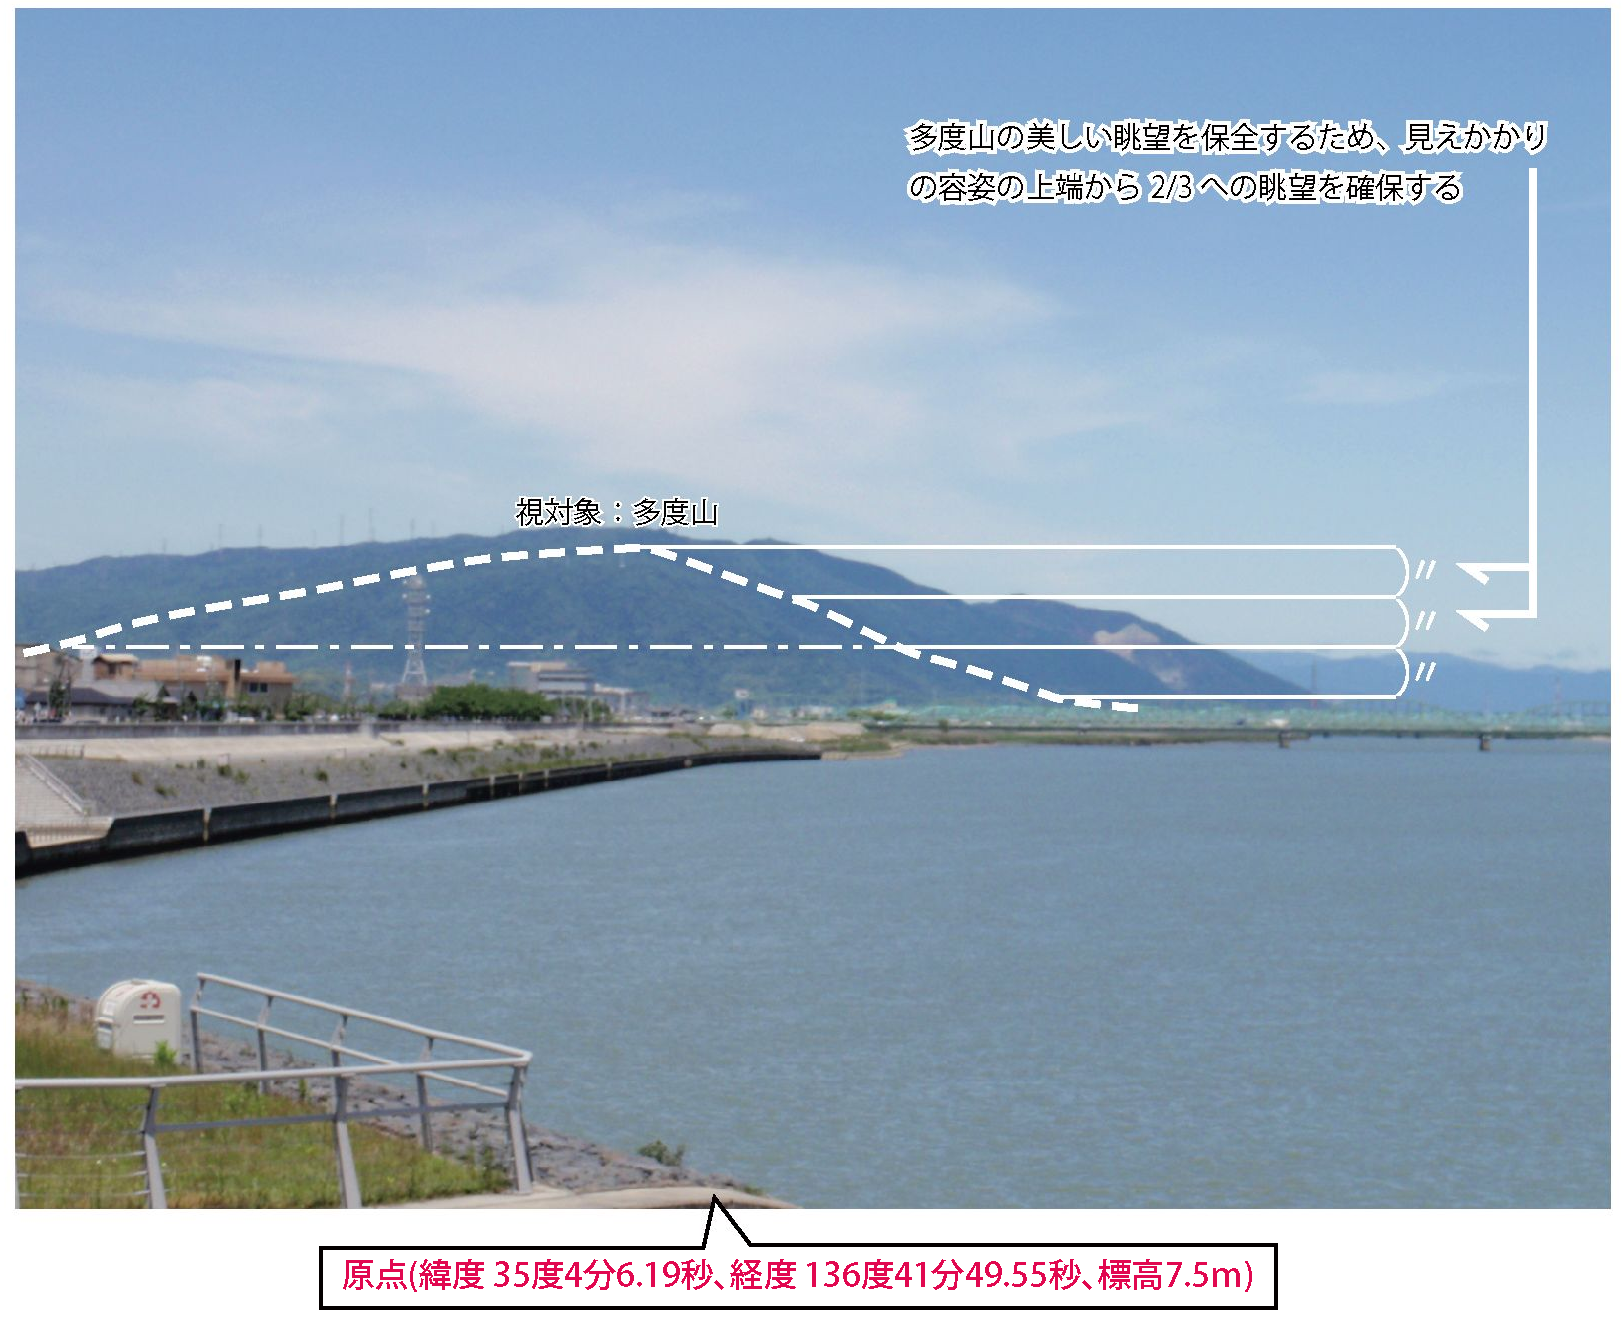 多度山の美しい眺望を保全するため、見えかかり
の容姿の上端から 2/3 への眺望を確保する
視対象：多度山
原点(緯度 35度4分6.19秒、経度 136度41分49.55秒、標高7.5m)